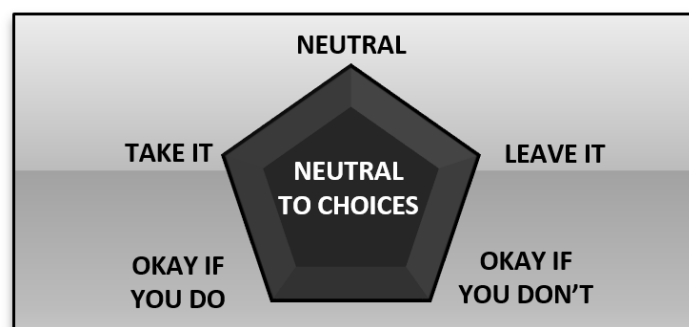 NEUTRAL
TAKE IT
LEAVE IT
NEUTRAL
TO CHOICES
OKAY IF
YOU DO
OKAY IF
YOU DON'T